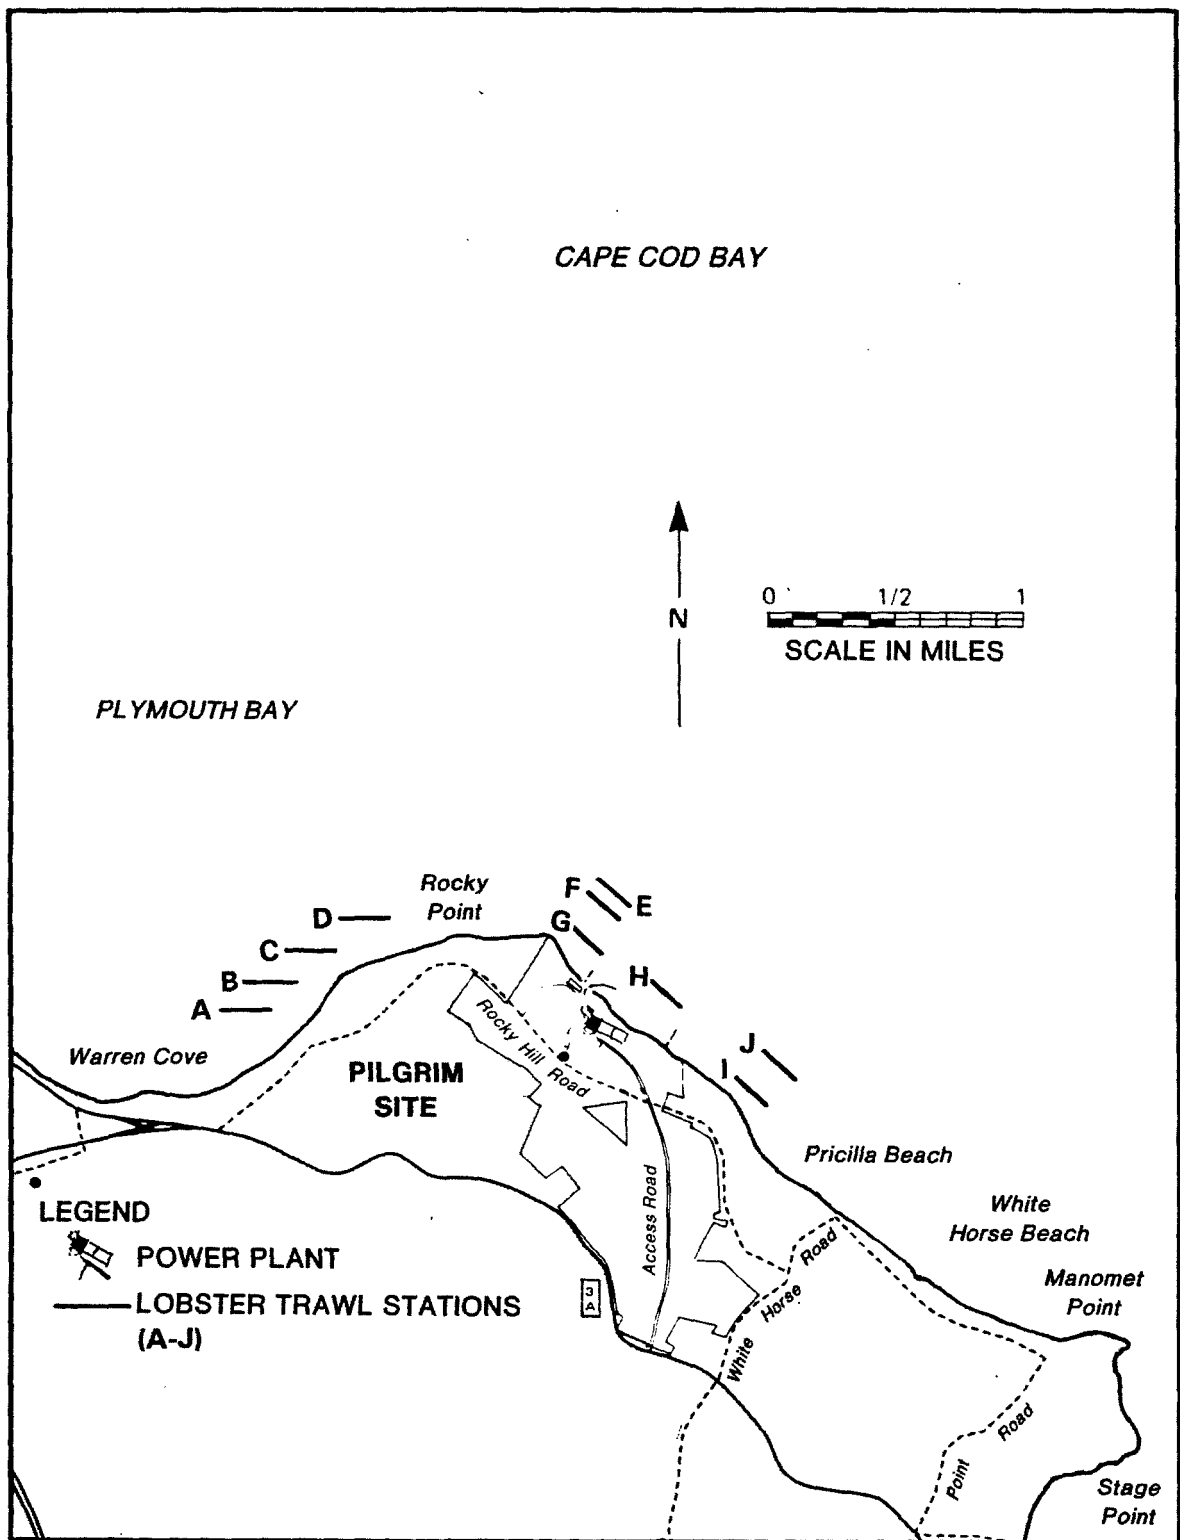 CAPE COD BAY
N
0 1/2 1
SCALE IN MILES
PLYMOUTH BAY
Rocky
Point
F
E
D
G
C
B
H
A
J
I
Warren Cove
PILGRIM
SITE
Rocky Hill Road
Access Road
Pricilla Beach
White
Horse Beach
Manomet
Point
LEGEND
POWER PLANT
LOBSTER TRAWL STATIONS
(A-J)
3
A
White Horse Road
Point Road
Stage
Point